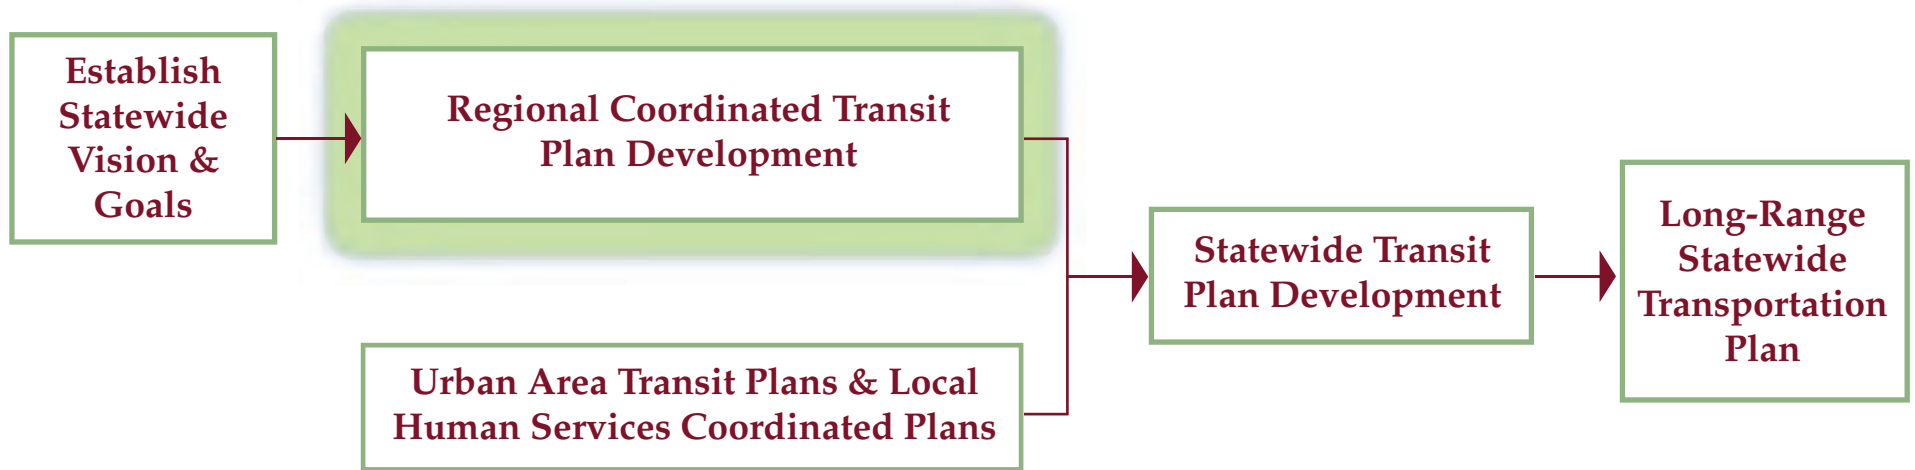 Establish
Statewide
Vision &
Goals
Regional Coordinated Transit
Plan Development
Urban Area Transit Plans & Local
Human Services Coordinated Plans
Statewide Transit
Plan Development
Long-Range
Statewide
Transportation
Plan